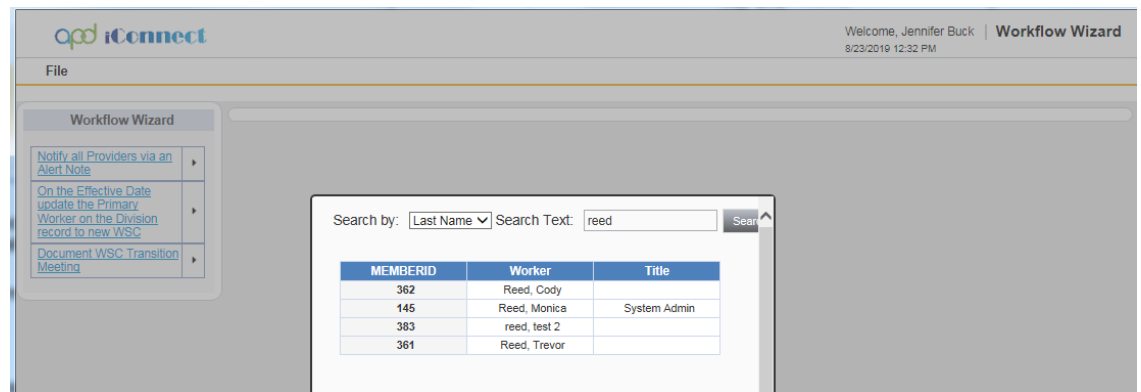 apd iConnect
Welcome, Jennifer Buck | Workflow Wizard
8/23/2019 12:32 PM
File
Workflow Wizard
Notify all Providers via an
Alert Note
On the Effective Date
update the Primary
Worker on the Division
record to new WSC
Document WSC Transition
Meeting
Search by: Last Name Search Text: reed
MEMBERID Worker Title
362 Reed, Cody
145 Reed, Monica System Admin
383 reed, test 2
361 Reed, Trevor